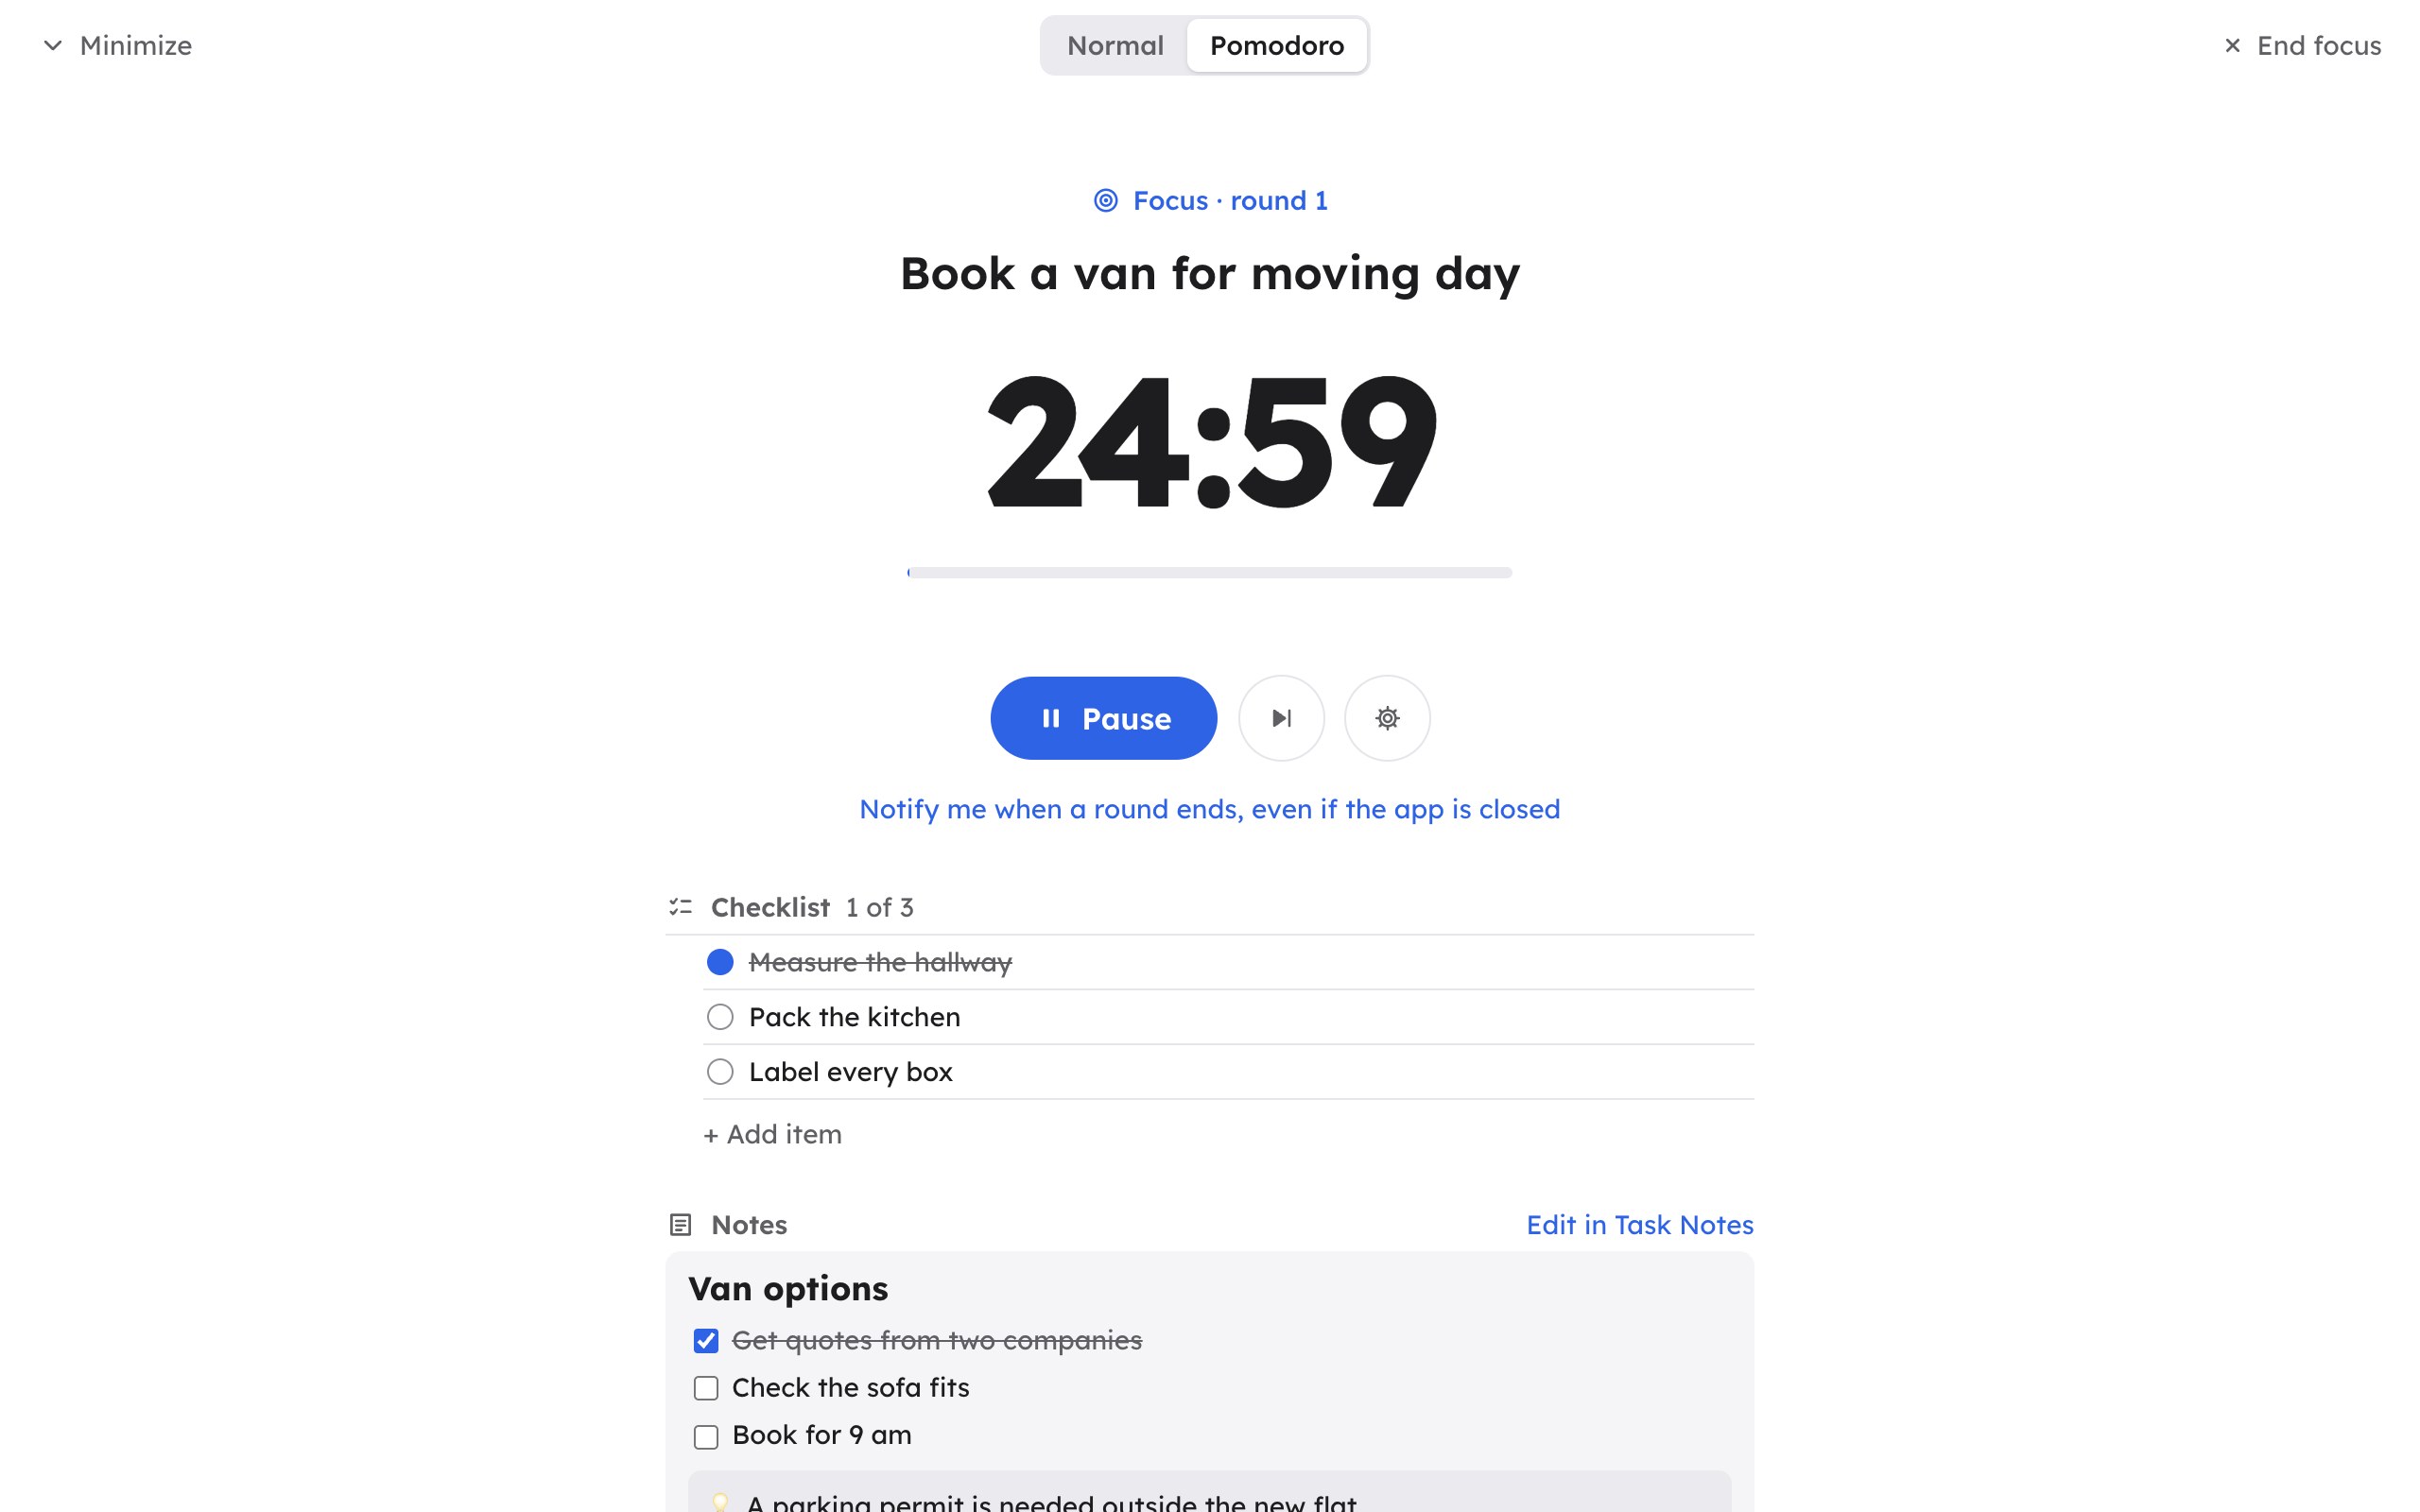 Minimize
Normal
Pomodoro
End focus
Focus · round 1
Book a van for moving day
24:59
Pause
Notify me when a round ends, even if the app is closed
Checklist 1 of 3
Measure the hallway
Pack the kitchen
Label every box
+ Add item
Notes
Edit in Task Notes
Van options
Get quotes from two companies
Check the sofa fits
Book for 9 am
A parking permit is needed outside the new flat